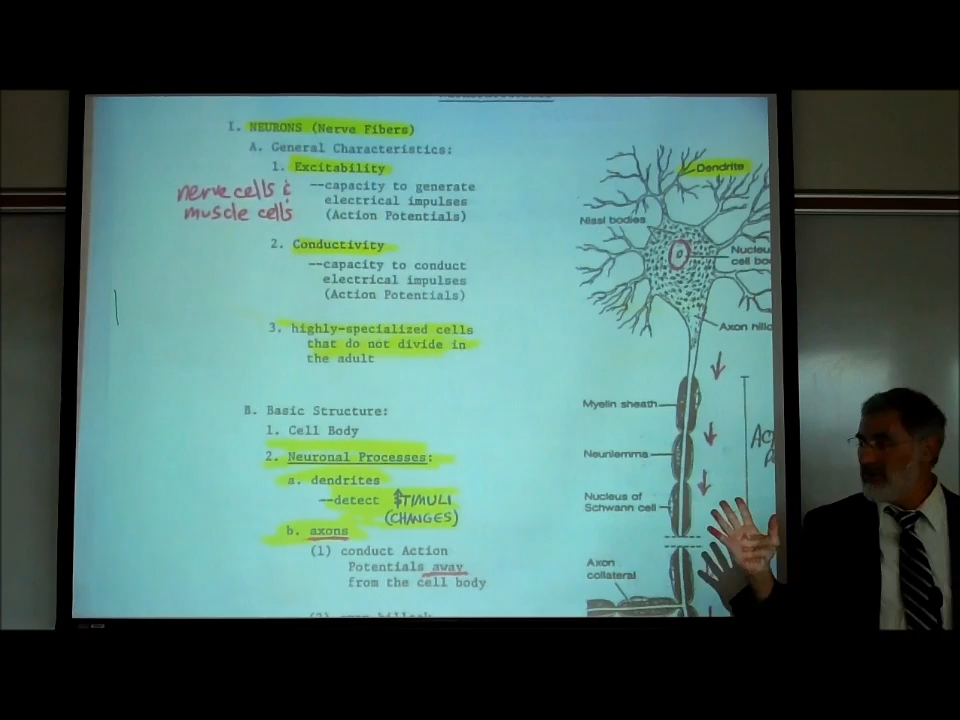 I. NEURONS (Nerve Fibers)
A. General Characteristics:
1. Excitability
--capacity to generate
electrical impulses
(Action Potentials)
nerve cells &
muscle cells
2. Conductivity
--capacity to conduct
electrical impulses
(Action Potentials)
3. highly-specialized cells
that do not divide in
the adult
B. Basic Structure:
1. Cell Body
2. Neuronal Processes:
a. dendrites
--detect STIMULI
(CHANGES)
b. axons
(1) conduct Action
Potentials away
from the cell body
Dendrite
Nissl bodies
Nucleus
cell
Axon
Myelin sheath
Neurilemma
Nucleus of
Schwann cell
Axon
collateral